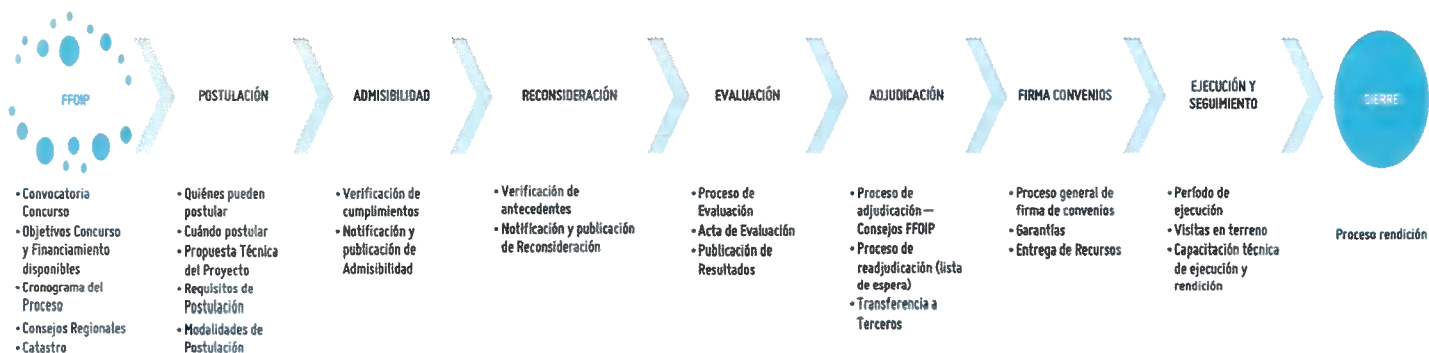 FFOIP
POSTULACIÓN
ADMISIBILIDAD
RECONSIDERACIÓN
EVALUACIÓN
ADJUDICACIÓN
FIRMA CONVENIOS
EJECUCIÓN Y
SEGUIMIENTO
CIERRE
• Convocatoria
Concurso
• Objetivos Concurso
y Financiamiento
disponibles
• Cronograma del
Proceso
• Consejos Regionales
• Catastro
• Quiénes pueden
postular
• Cuándo postular
• Propuesta Técnica
del Proyecto
• Requisitos de
Postulación
• Modalidades de
Postulación
• Verificación de
cumplimientos
• Notificación y
publicación de
Admisibilidad
• Verificación de
antecedentes
• Notificación y publicación
de Reconsideración
• Proceso de
Evaluación
• Acta de Evaluación
• Publicación de
Resultados
• Proceso de
adjudicación —
Consejos FFOIP
• Proceso de
readjudicación (lista
de espera)
• Transferencia a
Terceros
• Proceso general de
firma de convenios
• Garantías
• Entrega de Recursos
• Período de
ejecución
• Visitas en terreno
• Capacitación técnica
de ejecución y
rendición
Proceso rendición